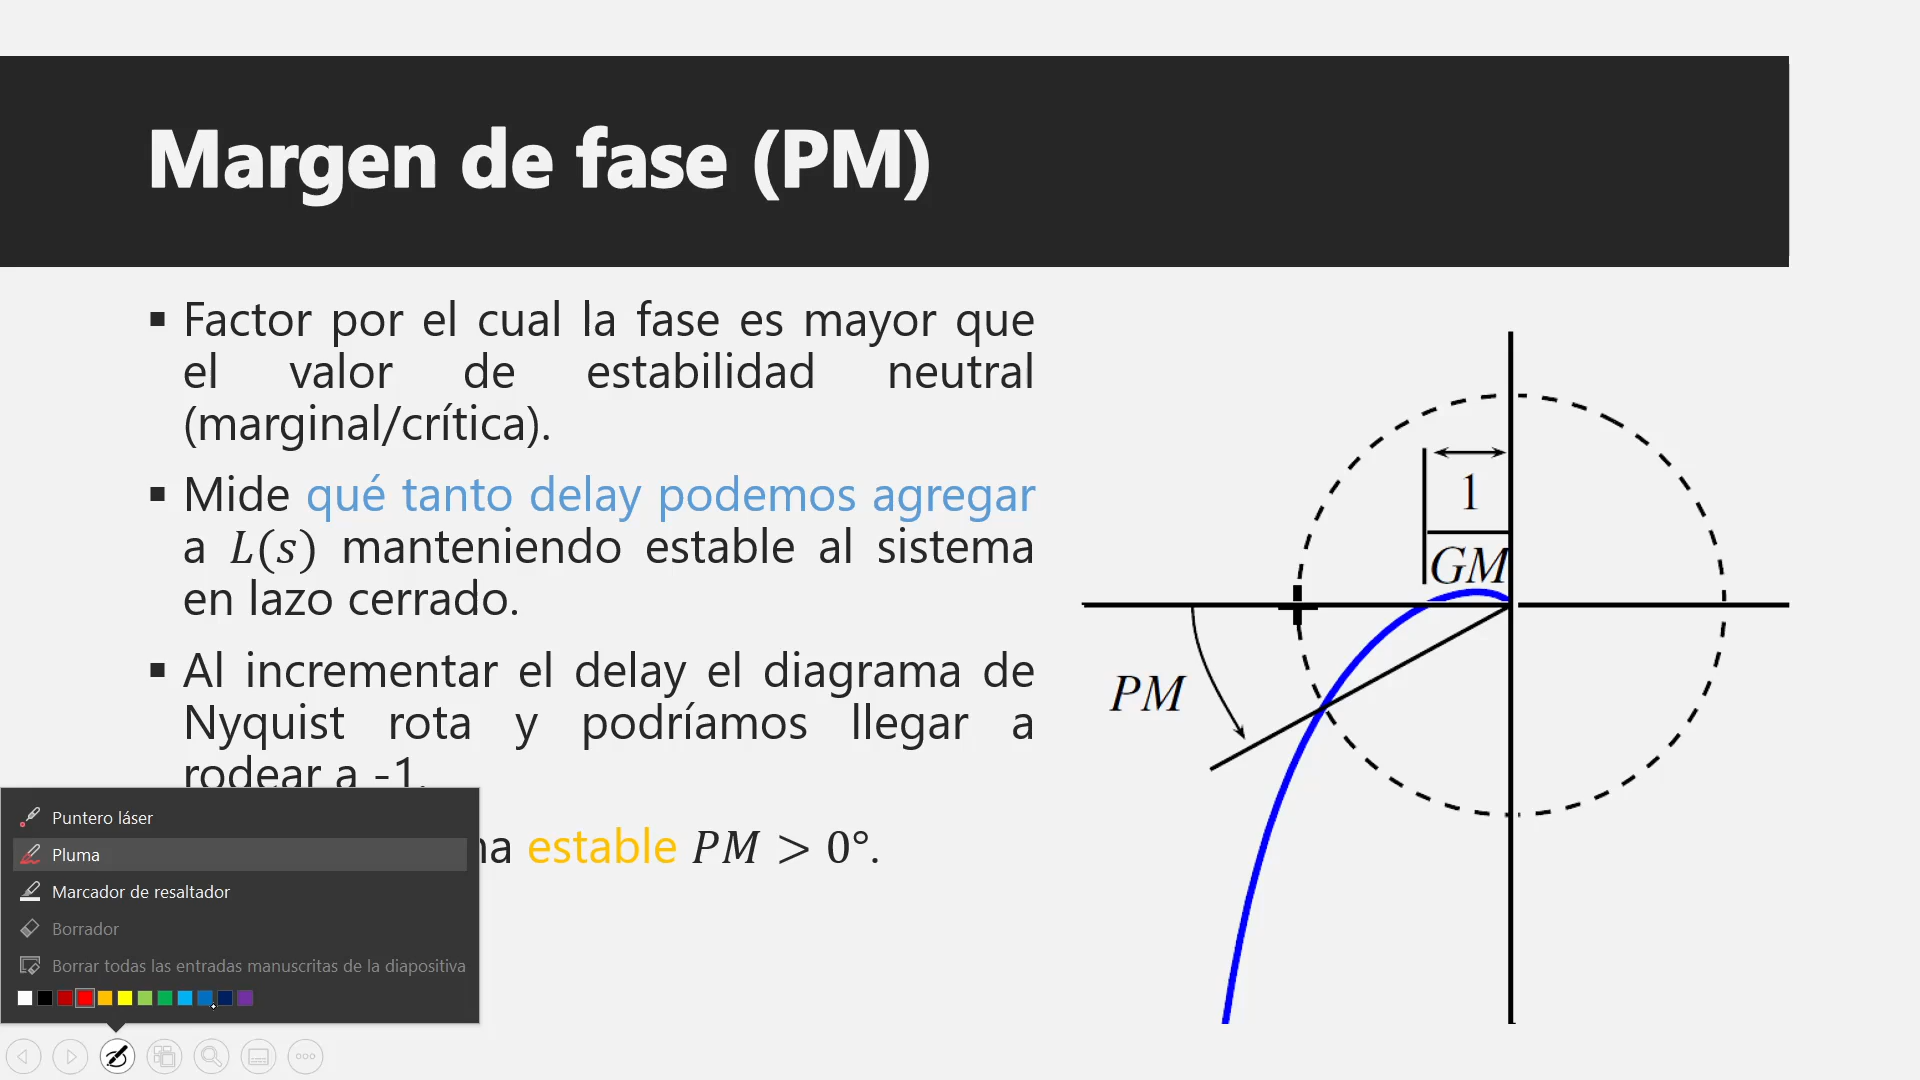 Margen de fase (PM)
▪ Factor por el cual la fase es mayor que
el valor de estabilidad neutral
(marginal/crítica).
▪ Mide qué tanto delay podemos agregar
a L(s) manteniendo estable al sistema
en lazo cerrado.
▪ Al incrementar el delay el diagrama de
Nyquist rota y podríamos llegar a
rodear a -1.
estable PM > 0°.
1
GM
PM
Puntero láser
Pluma
Marcador de resaltador
Borrador
Borrar todas las entradas manuscritas de la diapositiva